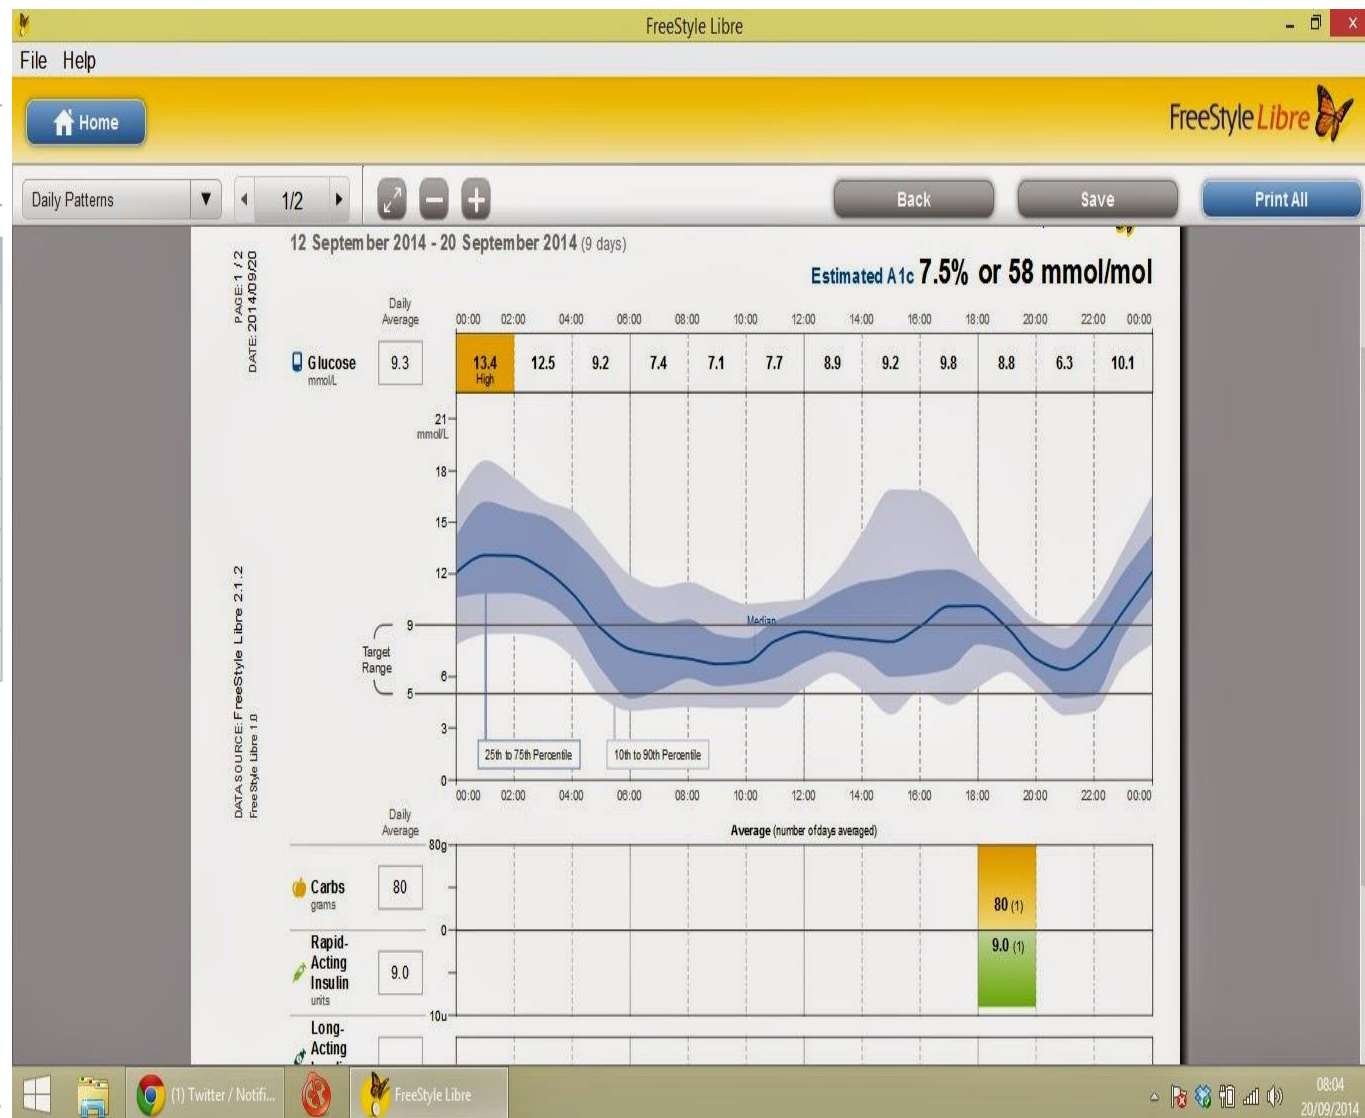 FreeStyle Libre
File Help
Home
FreeStyle Libre
Daily Patterns
1/2
Back
Save
Print All
12 September 2014 - 20 September 2014 (9 days)
Estimated A1c 7.5% or 58 mmol/mol
PAGE: 1 / 2
DATE: 2014/09/20
Daily
Average
00:00 02:00 04:00 06:00 08:00 10:00 12:00 14:00 16:00 18:00 20:00 22:00 00:00
Glucose
mmol/L
9.3
13.4 12.5 9.2 7.4 7.1 7.7 8.9 9.2 9.8 8.8 6.3 10.1
High
21
mmol/L
18
15
12
Median
9
Target
Range
6
5
3
25th to 75th Percentile
10th to 90th Percentile
0
00:00 02:00 04:00 06:00 08:00 10:00 12:00 14:00 16:00 18:00 20:00 22:00 00:00
DATA SOURCE: FreeStyle Libre 2.1.2
FreeStyle Libre 1.0
Daily
Average
Average (number of days averaged)
80g
Carbs
grams
80
80 (1)
0
Rapid-
Acting
Insulin
units
9.0
9.0 (1)
10u
Long-
Acting
(1) Twitter / Notifi...
FreeStyle Libre
08:04
20/09/2014